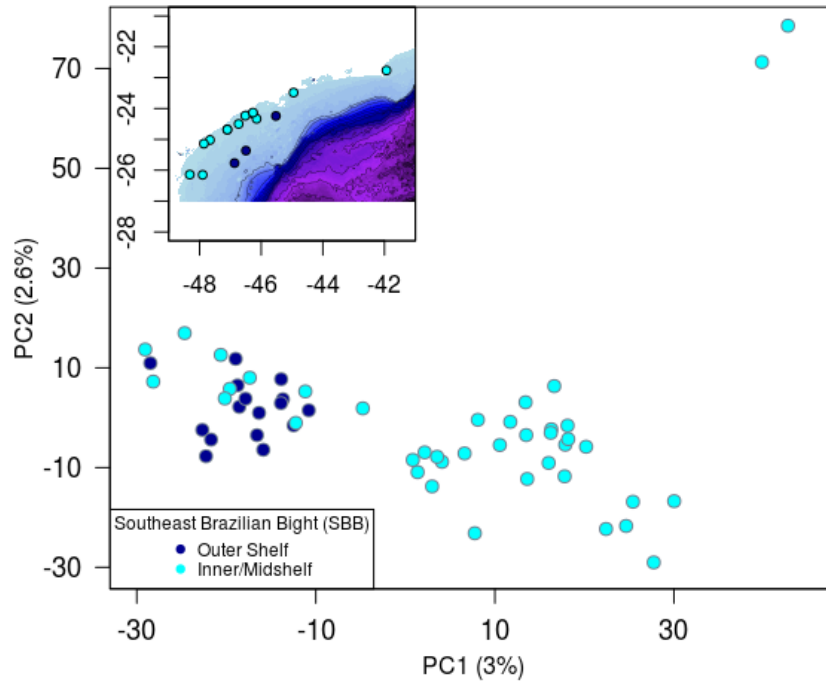 -22
-24
-26
-28
-48 -46 -44 -42
70
50
30
10
-10
-30
PC2 (2.6%)
Southeast Brazilian Bight (SBB)
Outer Shelf
Inner/Midshelf
-30 -10 10 30
PC1 (3%)